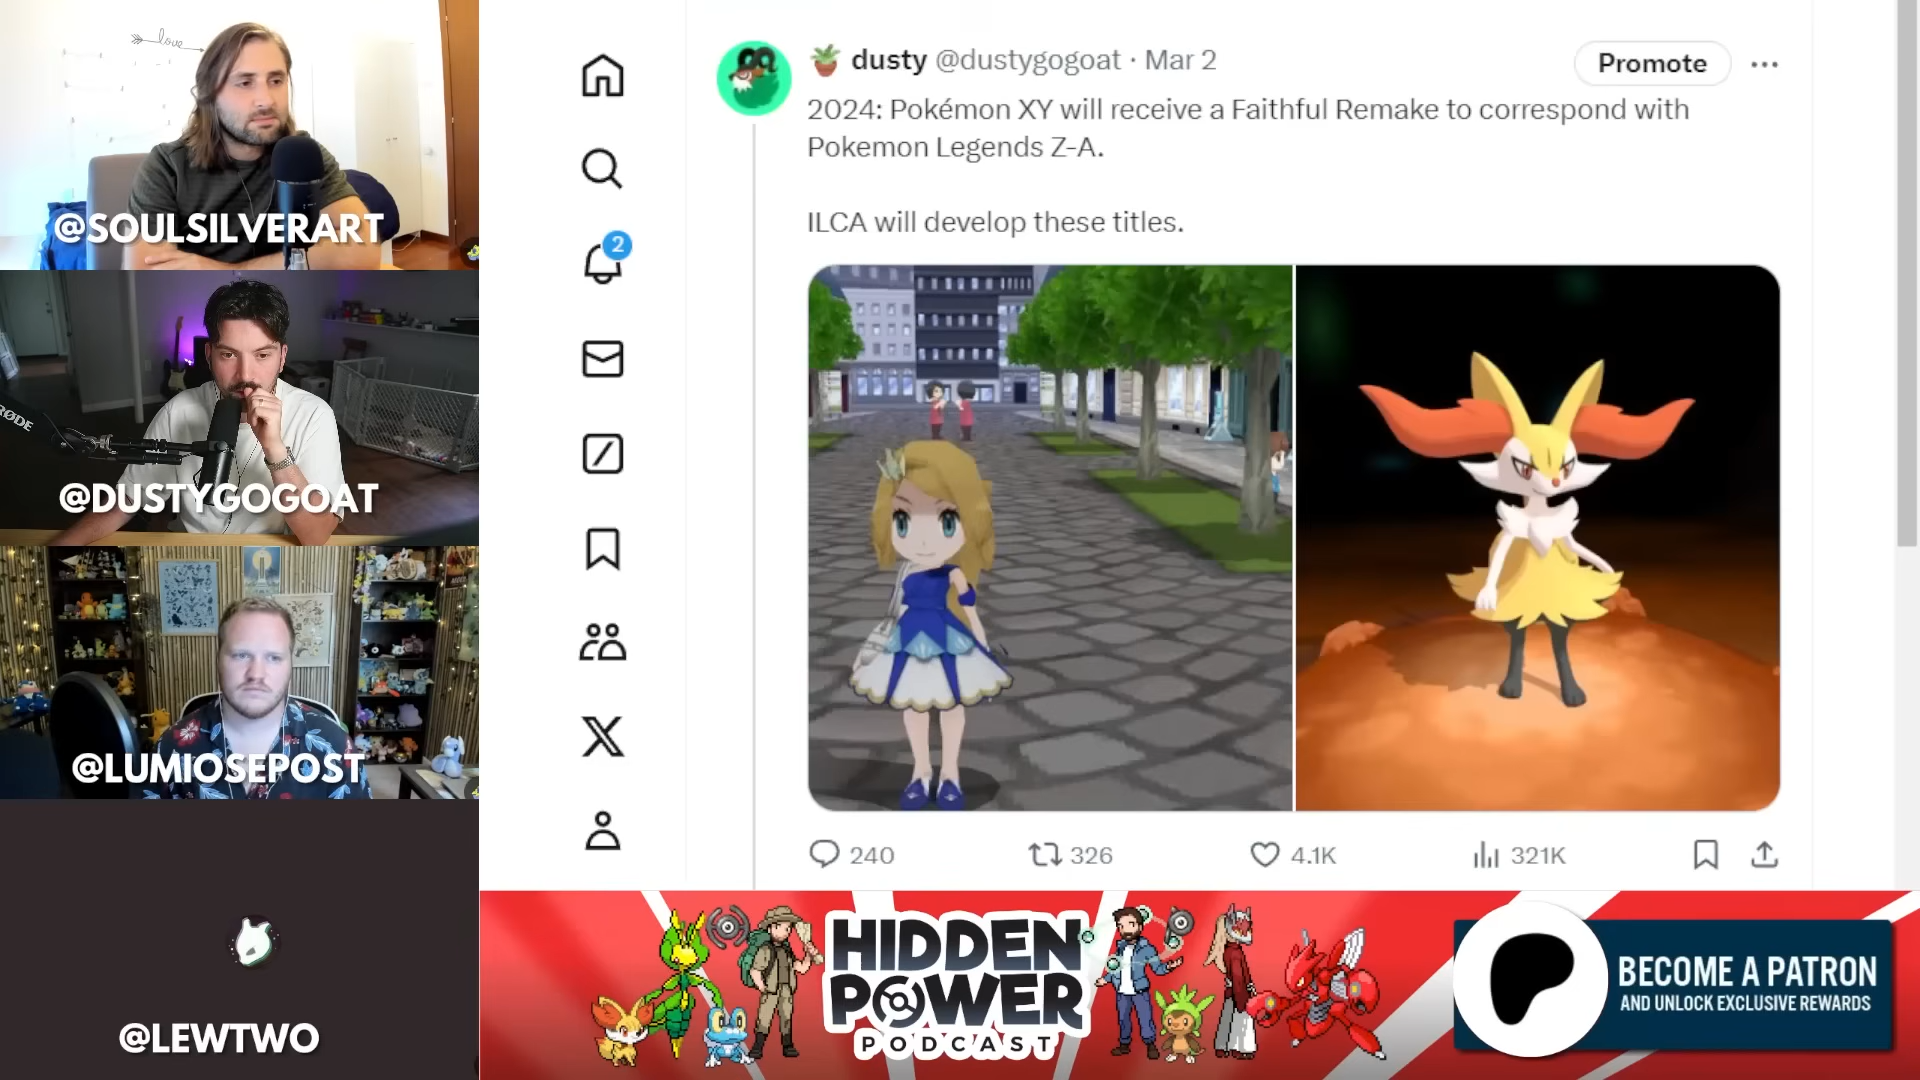 love
@SOULSILVERART
RØDE
@DUSTYGOGOAT
@LUMIOSEPOST
@LEWTWO
2
dusty @dustygogoat · Mar 2
Promote
2024: Pokémon XY will receive a Faithful Remake to correspond with
Pokemon Legends Z-A.
ILCA will develop these titles.
240
326
4.1K
321K
HIDDEN
POWER
PODCAST
BECOME A PATRON
AND UNLOCK EXCLUSIVE REWARDS